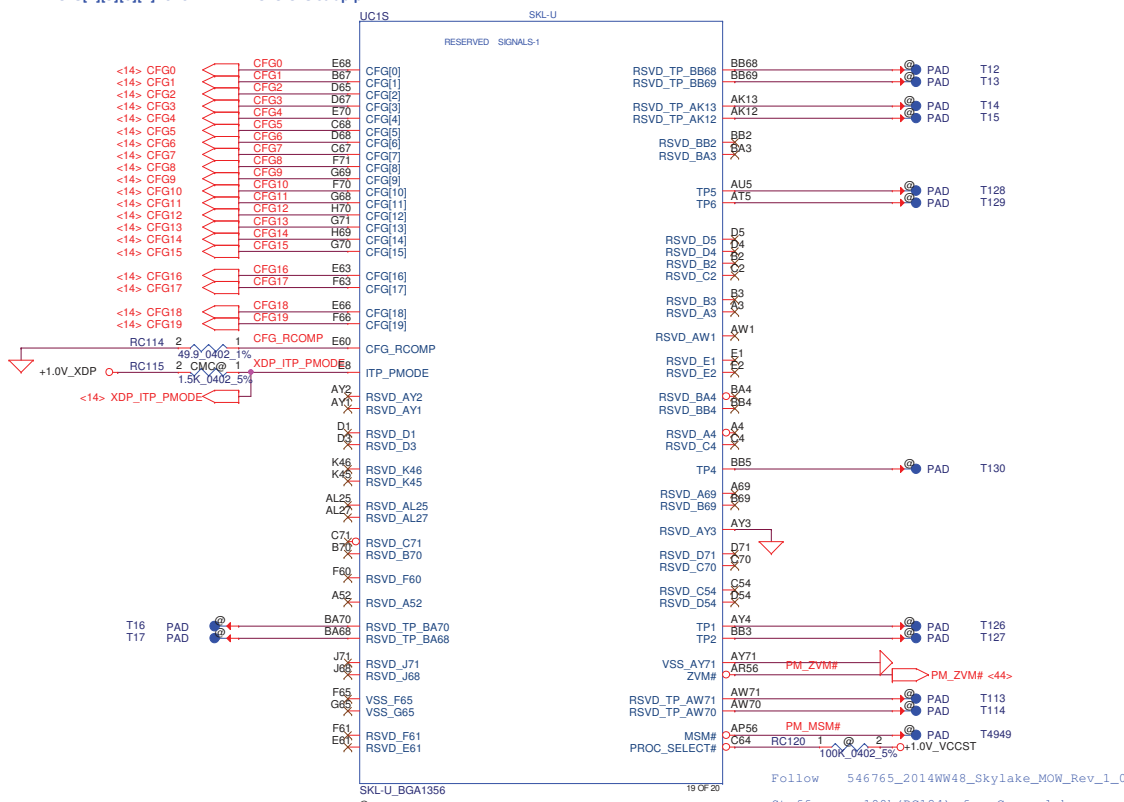 UC1S
SKL-U
RESERVED SIGNALS-1
<14> CFG0 CFG0 E68 CFG[0]
<14> CFG1 CFG1 B67 CFG[1]
<14> CFG2 CFG2 D65 CFG[2]
<14> CFG3 CFG3 D67 CFG[3]
<14> CFG4 CFG4 E70 CFG[4]
<14> CFG5 CFG5 C68 CFG[5]
<14> CFG6 CFG6 D68 CFG[6]
<14> CFG7 CFG7 C67 CFG[7]
<14> CFG8 CFG8 F71 CFG[8]
<14> CFG9 CFG9 G69 CFG[9]
<14> CFG10 CFG10 F70 CFG[10]
<14> CFG11 CFG11 G68 CFG[11]
<14> CFG12 CFG12 H70 CFG[12]
<14> CFG13 CFG13 G71 CFG[13]
<14> CFG14 CFG14 H69 CFG[14]
<14> CFG15 CFG15 G70 CFG[15]
<14> CFG16 CFG16 E63 CFG[16]
<14> CFG17 CFG17 F63 CFG[17]
<14> CFG18 CFG18 E66 CFG[18]
<14> CFG19 CFG19 F66 CFG[19]
RC114 2 1 CFG_RCOMP E60 CFG_RCOMP
49.9_0402_1%
+1.0V_XDP RC115 2 CMC@ 1 XDP_ITP_PMODE E8 ITP_PMODE
1.5K_0402_5%
<14> XDP_ITP_PMODE
AY2 RSVD_AY2
AY1 RSVD_AY1
D1 RSVD_D1
D3 RSVD_D3
K46 RSVD_K46
K45 RSVD_K45
AL25 RSVD_AL25
AL27 RSVD_AL27
C71 RSVD_C71
B70 RSVD_B70
F60 RSVD_F60
A52 RSVD_A52
T16 PAD @ BA70 RSVD_TP_BA70
T17 PAD @ BA68 RSVD_TP_BA68
J71 RSVD_J71
J68 RSVD_J68
F65 VSS_F65
G65 VSS_G65
F61 RSVD_F61
E61 RSVD_E61
RSVD_TP_BB68 BB68 @ PAD T12
RSVD_TP_BB69 BB69 @ PAD T13
RSVD_TP_AK13 AK13 @ PAD T14
RSVD_TP_AK12 AK12 @ PAD T15
RSVD_BB2 BB2
RSVD_BA3 BA3
TP5 AU5 @ PAD T128
TP6 AT5 @ PAD T129
RSVD_D5 D5
RSVD_D4 D4
RSVD_B2 B2
RSVD_C2 C2
RSVD_B3 B3
RSVD_A3 A3
RSVD_AW1 AW1
RSVD_E1 E1
RSVD_E2 E2
RSVD_BA4 BA4
RSVD_BB4 BB4
RSVD_A4 A4
RSVD_C4 C4
TP4 BB5 @ PAD T130
RSVD_A69 A69
RSVD_B69 B69
RSVD_AY3 AY3
RSVD_D71 D71
RSVD_C70 C70
RSVD_C54 C54
RSVD_D54 D54
TP1 AY4 @ PAD T126
TP2 BB3 @ PAD T127
VSS_AY71 AY71
ZVM# AR56 PM_ZVM# PM_ZVM# <44>
RSVD_TP_AW71 AW71 @ PAD T113
RSVD_TP_AW70 AW70 @ PAD T114
MSM# AP56 PM_MSM# @ PAD T4949
PROC_SELECT# C64 RC120 1 @ 2 +1.0V_VCCST
100K_0402_5%
SKL-U_BGA1356
19 OF 20
Follow 546765_2014WW48_Skylake_MOW_Rev_1_0